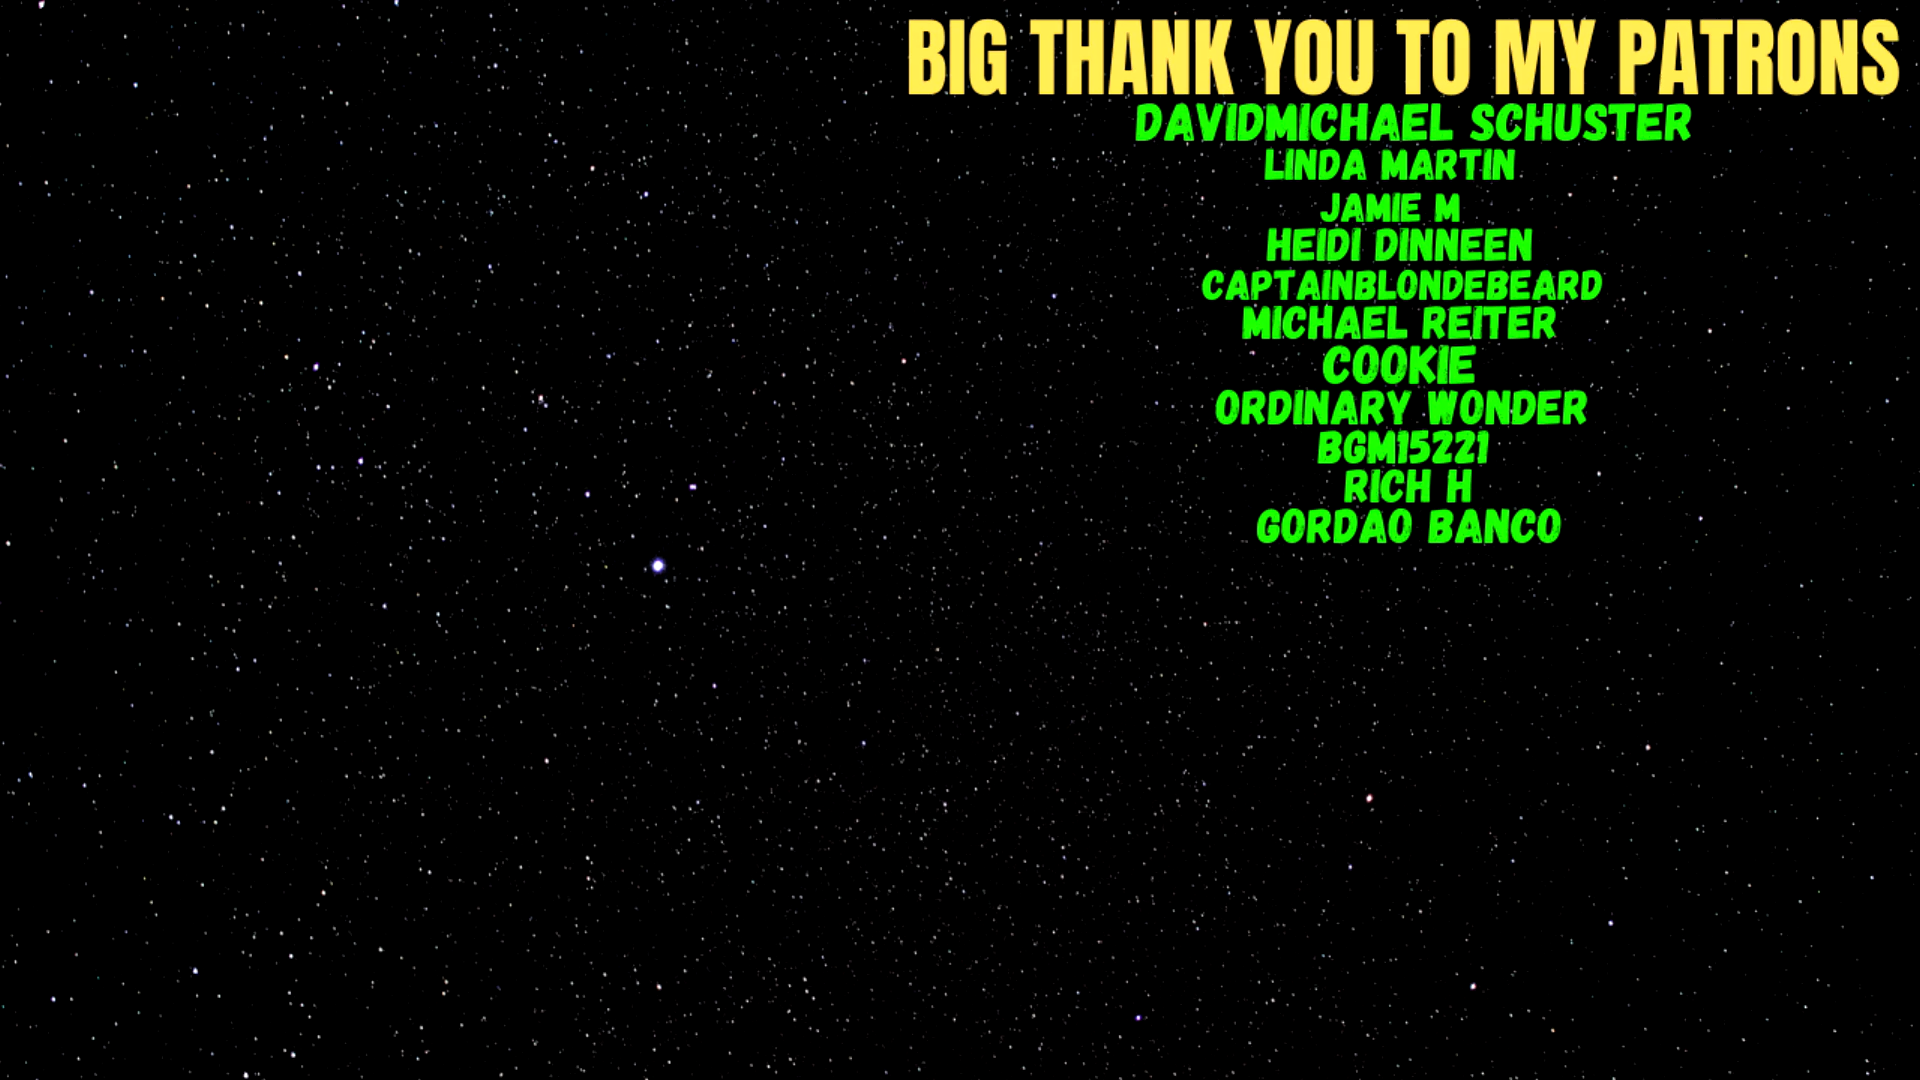 BIG THANK YOU TO MY PATRONS
DAVIDMICHAEL SCHUSTER
LINDA MARTIN
JAMIE M
HEIDI DINNEEN
CAPTAINBLONDEBEARD
MICHAEL REITER
COOKIE
ORDINARY WONDER
BGM15221
RICH H
GORDAO BANCO